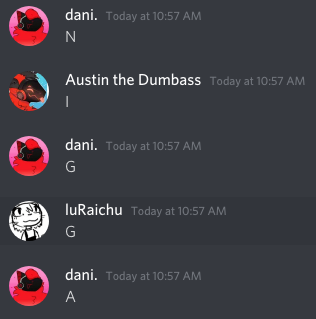 dani. Today at 10:57 AM
N
Austin the Dumbass Today at 10:57 AM
I
dani. Today at 10:57 AM
G
luRaichu Today at 10:57 AM
G
dani. Today at 10:57 AM
A